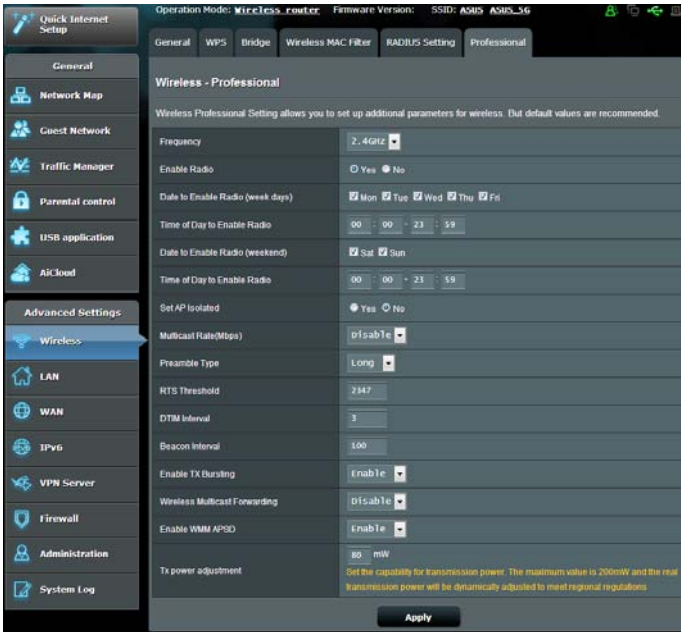 Operation Mode: Wireless router Firmware Version: SSID: ASUS ASUS_5G
Quick Internet
Setup
General WPS Bridge Wireless MAC Filter RADIUS Setting Professional
General
Network Map
Guest Network
Traffic Manager
Parental control
USB application
AiCloud
Advanced Settings
Wireless
LAN
WAN
IPv6
VPN Server
Firewall
Administration
System Log
Wireless - Professional
Wireless Professional Setting allows you to set up additional parameters for wireless. But default values are recommended.
Frequency 2.4GHz
Enable Radio Yes No
Date to Enable Radio (week days) Mon Tue Wed Thu Fri
Time of Day to Enable Radio 00 : 00 - 23 : 59
Date to Enable Radio (weekend) Sat Sun
Time of Day to Enable Radio 00 : 00 - 23 : 59
Set AP Isolated Yes No
Multicast Rate(Mbps) Disable
Preamble Type Long
RTS Threshold 2347
DTIM Interval 3
Beacon Interval 100
Enable TX Bursting Enable
Wireless Multicast Forwarding Disable
Enable WMM APSD Enable
Tx power adjustment 80 mW
Set the capability for transmission power. The maximum value is 200mW and the real
transmission power will be dynamically adjusted to meet regional regulations
Apply